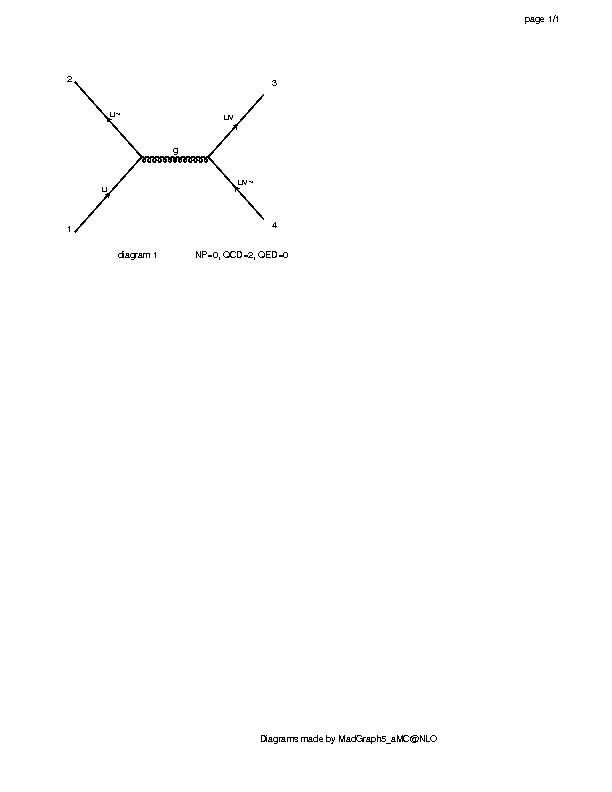 page 1/1
2
3
u~
uv
g
u
uv~
1
4
diagram 1 NP=0, QCD=2, QED=0
Diagrams made by MadGraph5_aMC@NLO